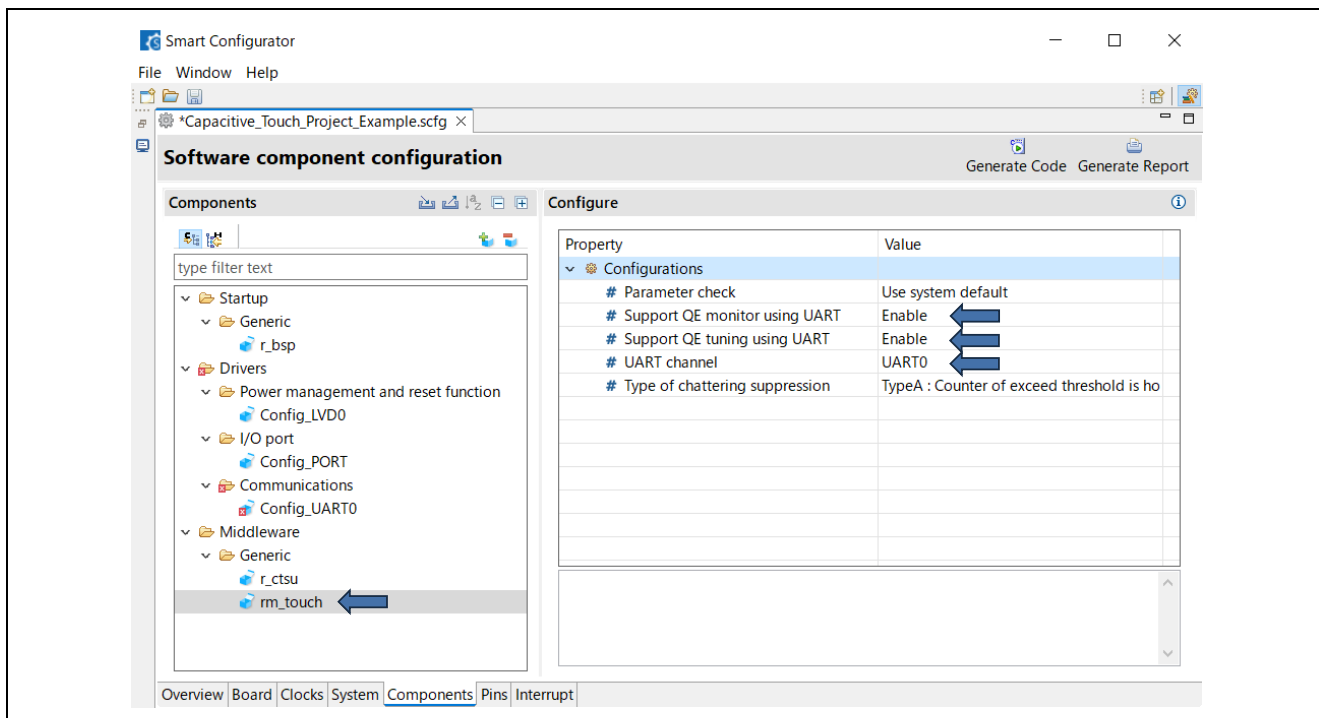 Smart Configurator
File Window Help
*Capacitive_Touch_Project_Example.scfg
Software component configuration
Generate Code Generate Report
Components
Configure
type filter text
Startup
Generic
r_bsp
Drivers
Power management and reset function
Config_LVD0
I/O port
Config_PORT
Communications
Config_UART0
Middleware
Generic
r_ctsu
rm_touch
Property Value
Configurations
# Parameter check Use system default
# Support QE monitor using UART Enable
# Support QE tuning using UART Enable
# UART channel UART0
# Type of chattering suppression TypeA : Counter of exceed threshold is ho
Overview Board Clocks System Components Pins Interrupt